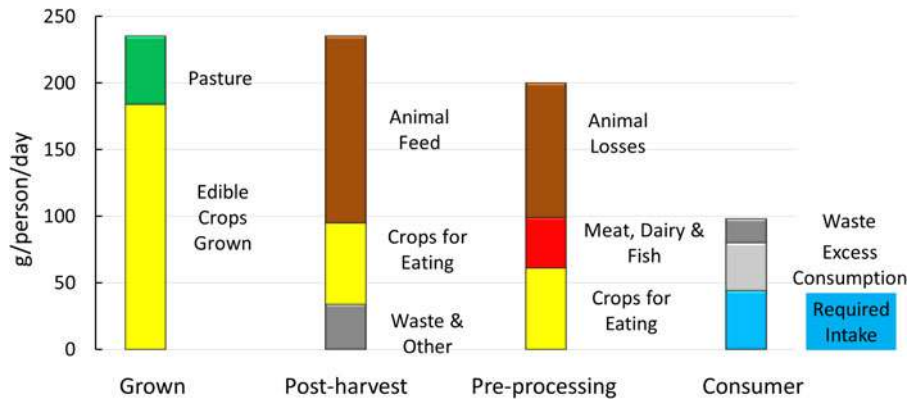 g/person/day
250
200
150
100
50
0
Pasture
Edible
Crops
Grown
Animal
Feed
Crops for
Eating
Waste &
Other
Animal
Losses
Meat, Dairy &
Fish
Crops for
Eating
Waste
Excess
Consumption
Required
Intake
Grown
Post-harvest
Pre-processing
Consumer